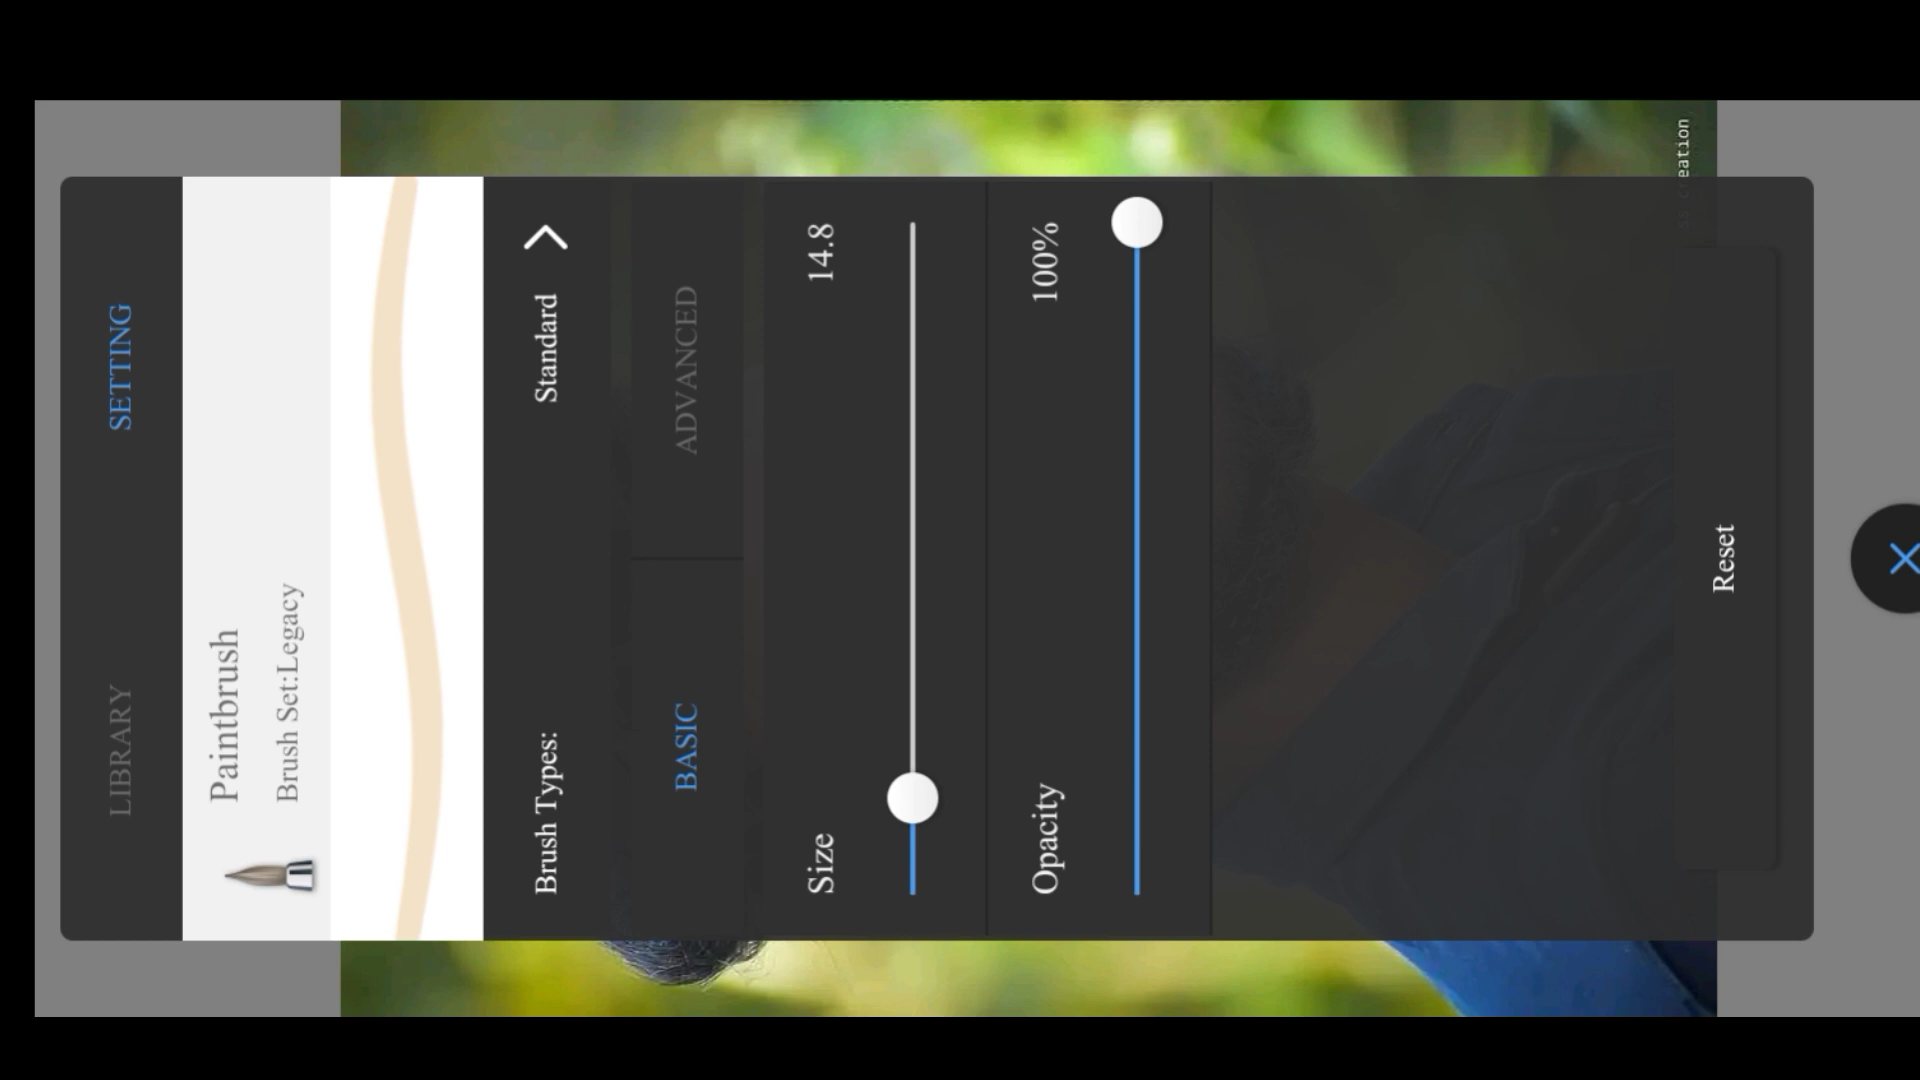 LIBRARY SETTING
Paintbrush
Brush Set:Legacy
Brush Types: Standard
BASIC ADVANCED
Size 14.8
Opacity 100%
Reset